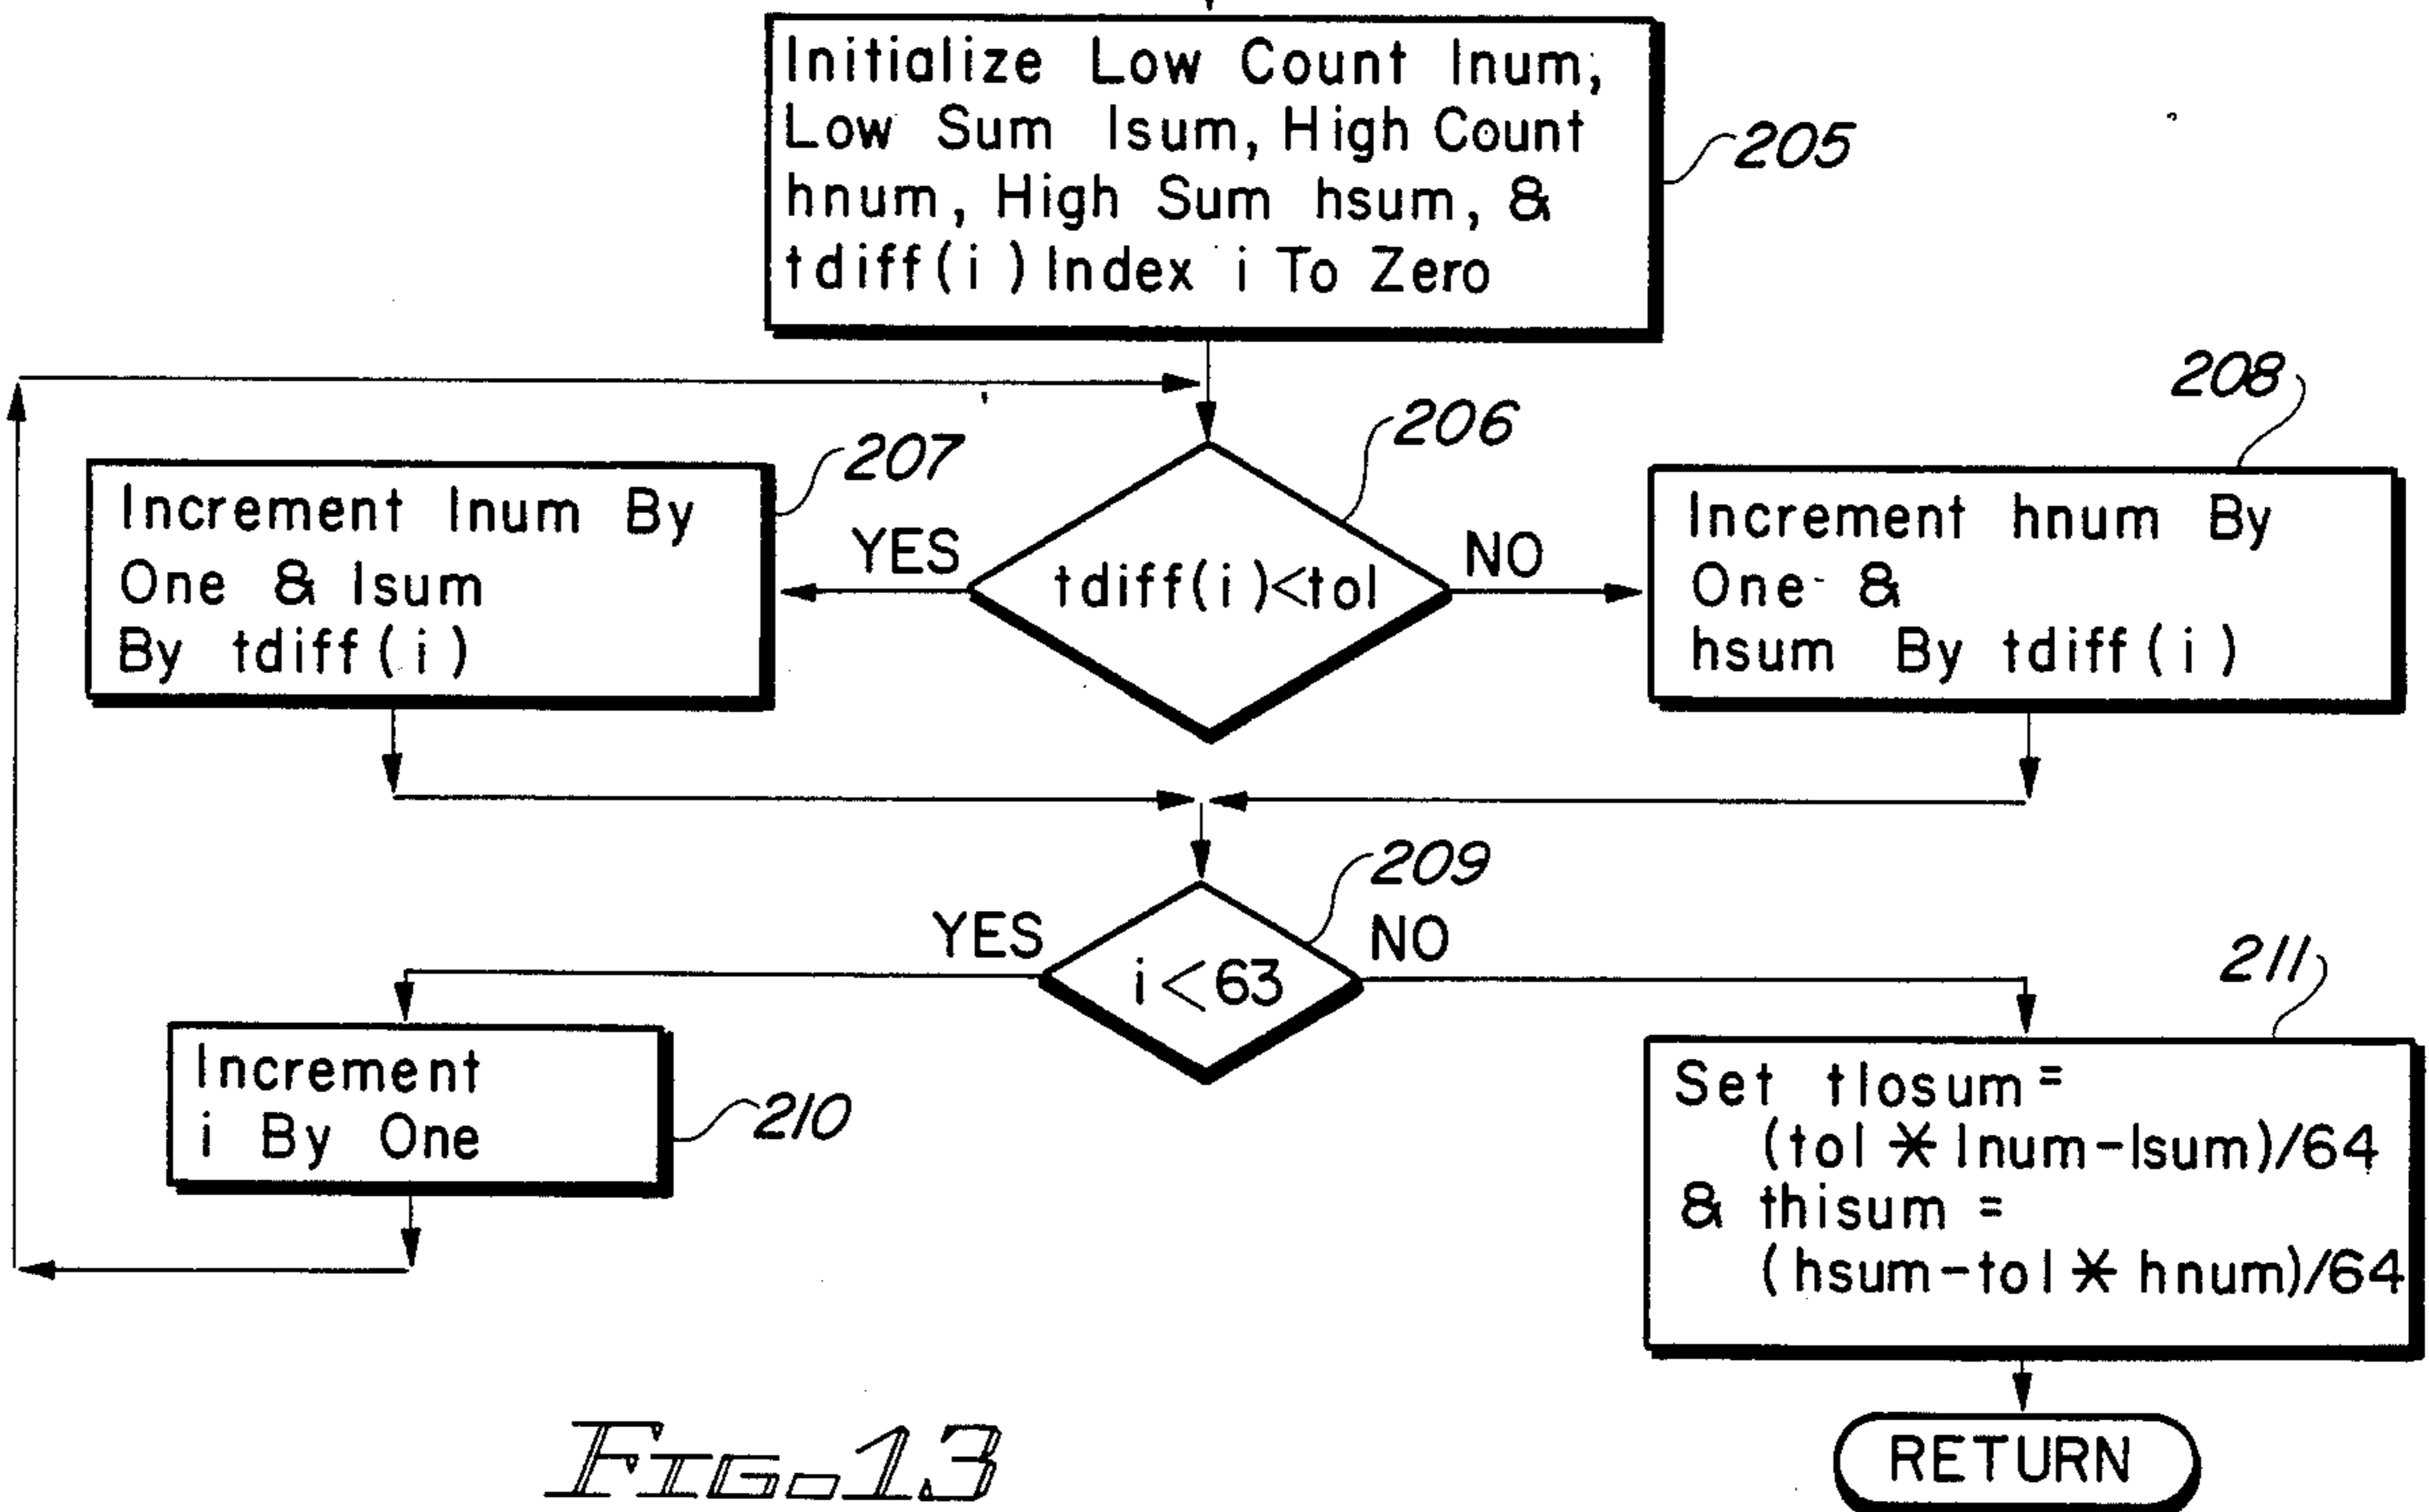 Initialize Low Count lnum,
Low Sum lsum, High Count
hnum, High Sum hsum, &
tdiff(i) Index i To Zero
205
208
206
207
Increment lnum By
One & lsum
By tdiff(i)
YES
tdiff(i)<tol
NO
Increment hnum By
One &
hsum By tdiff(i)
209
YES
i<63
NO
211
Increment
i By One
210
Set tlosum =
(tol * lnum-lsum)/64
& thisum =
(hsum-tol * hnum)/64
RETURN
FIG. 13